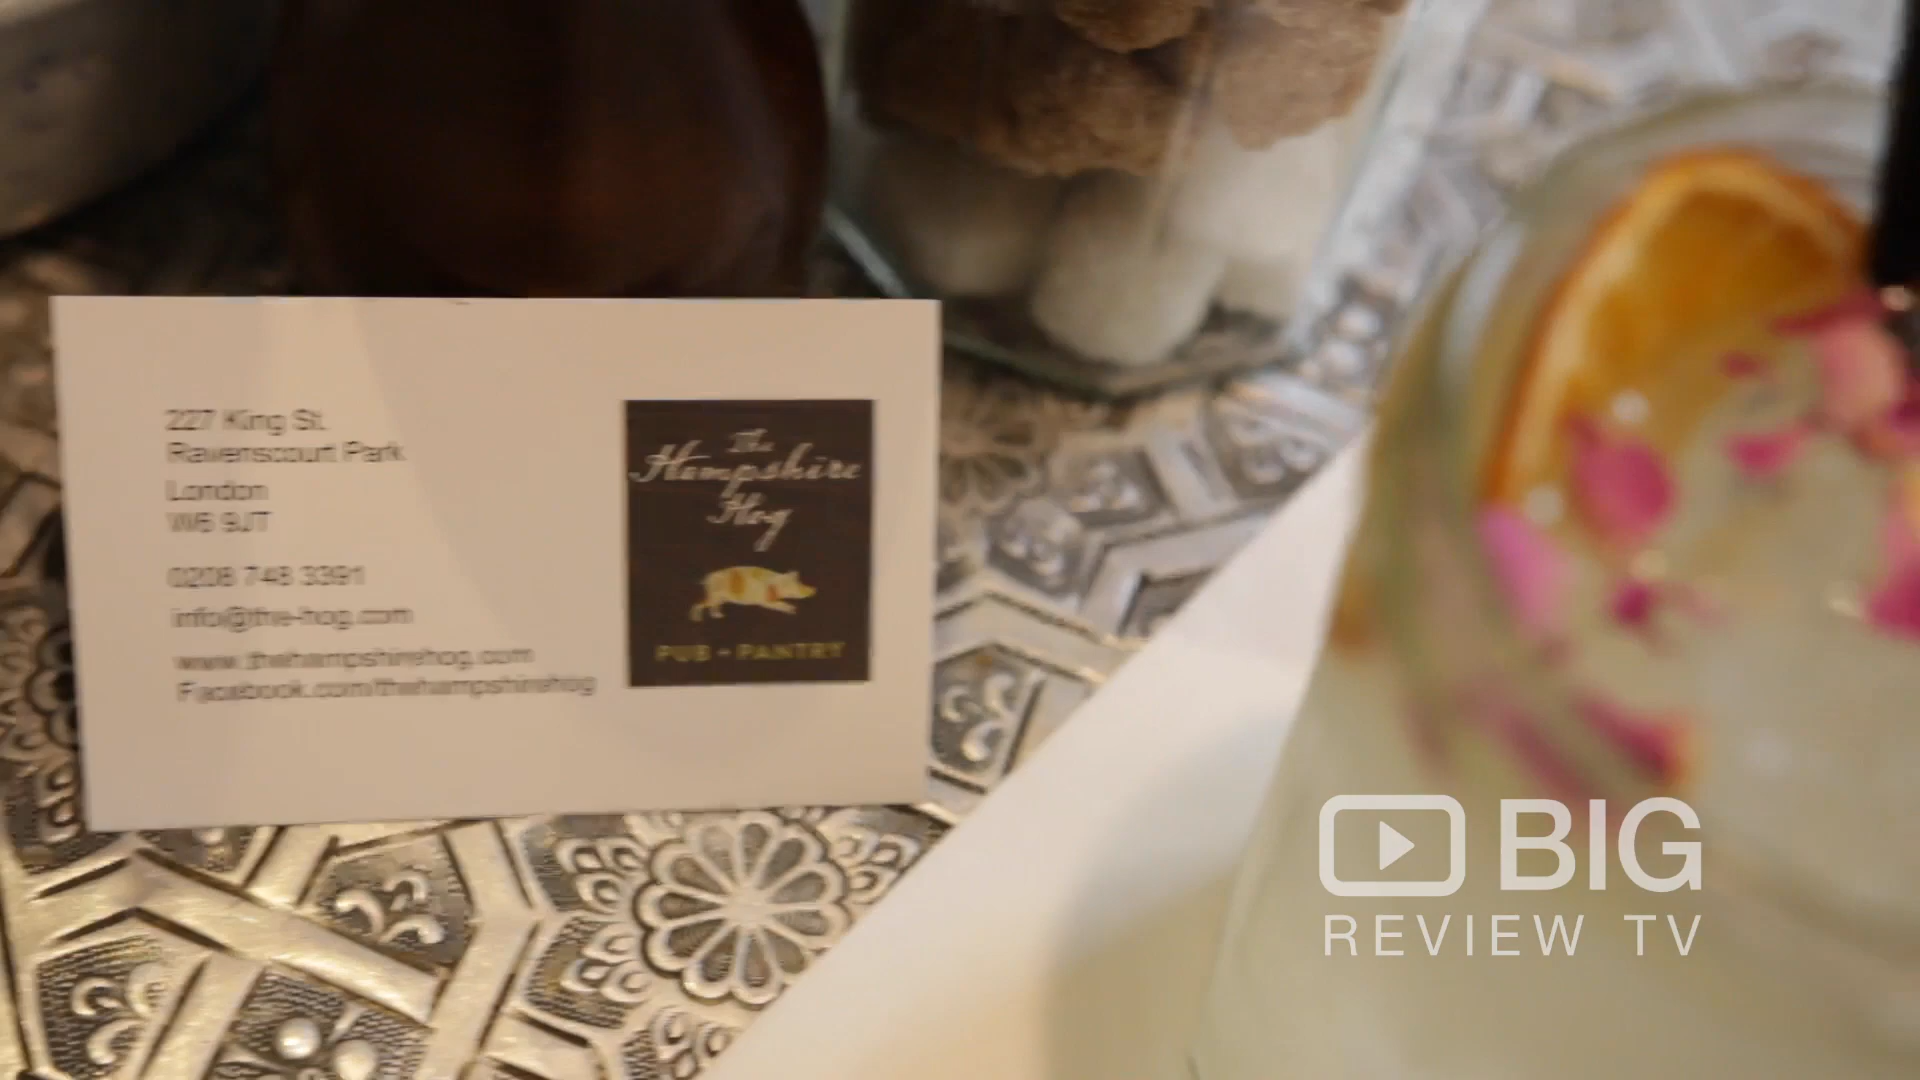 227 King St
Ravenscourt Park
London
W6 9JT
0208 748 3391
info@the-hog.com
www.thehampshirehog.com
Facebook.com/thehampshirehog
The
Hampshire
Hog
PUB - PANTRY
BIG
REVIEW TV